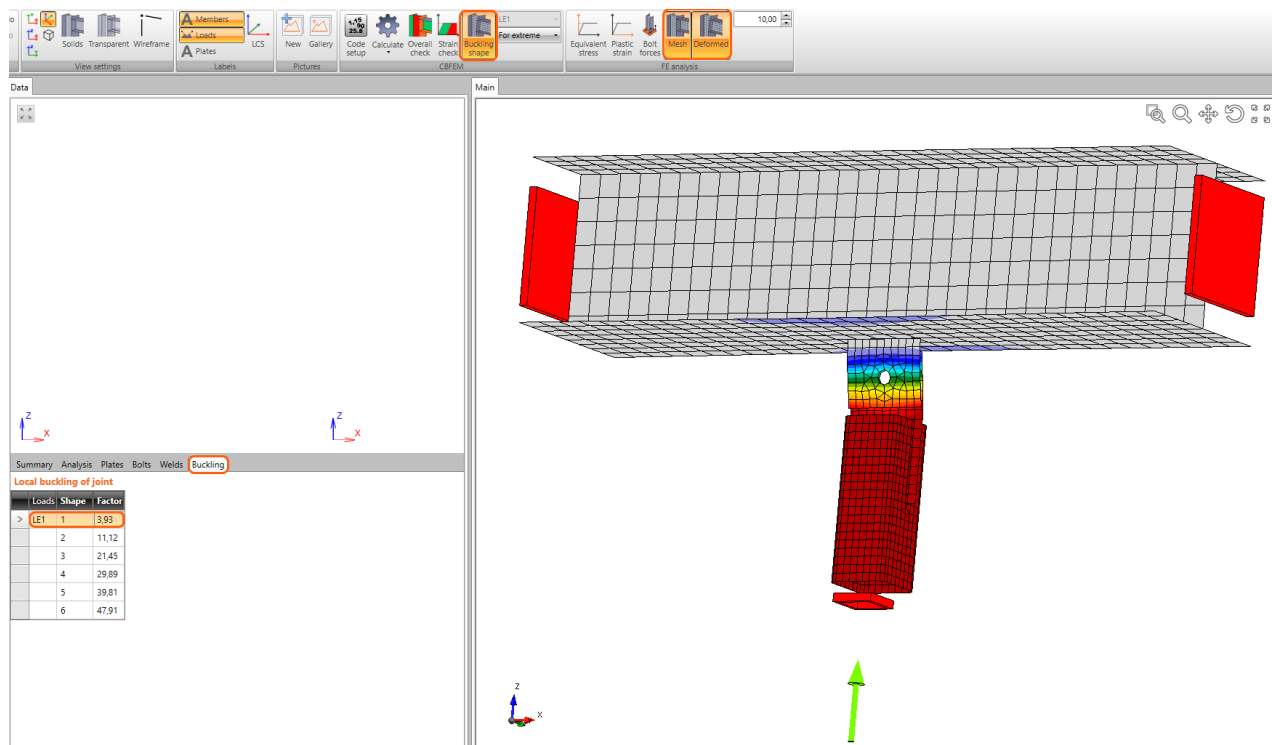 Solids Transparent Wireframe
View settings
A Members
Loads
A Plates
LCS
Labels
New Gallery
Pictures
Code setup
Calculate
Overall check
Strain check
Buckling shape
LE1
For extreme
CBFEM
Equivalent stress
Plastic strain
Bolt forces
Mesh
Deformed
FE analysis
10,00
Data
Main
Z
X
Z
X
Summary Analysis Plates Bolts Welds Buckling
Local buckling of joint
Loads Shape Factor
> LE1 1 3,93
2 11,12
3 21,45
4 29,89
5 39,81
6 47,91
Z
X